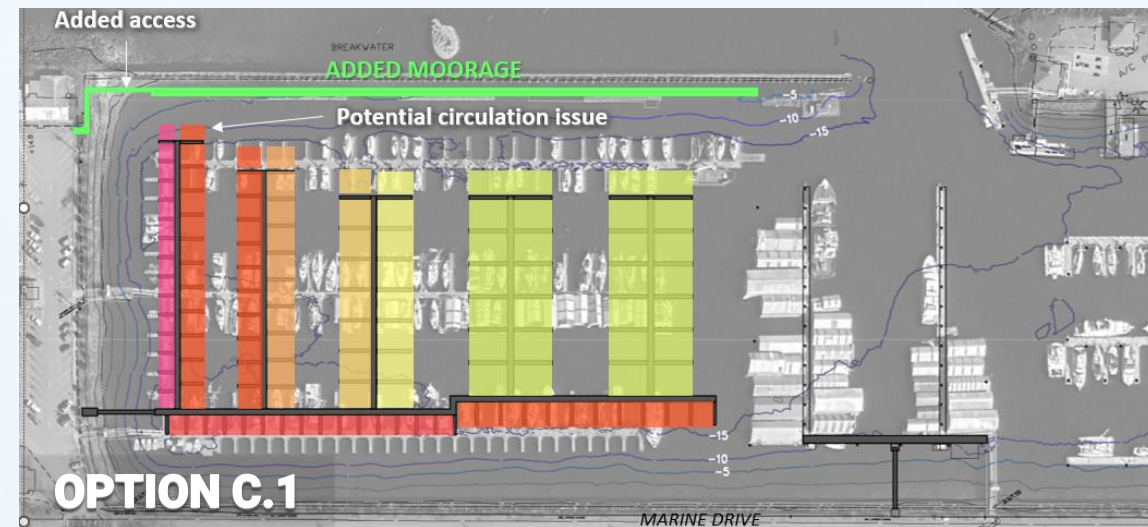 Added access
BREAKWATER
ADDED MOORAGE
A/C P
-5
-10
-15
Potential circulation issue
-15
-10
-5
OPTION C.1
MARINE DRIVE